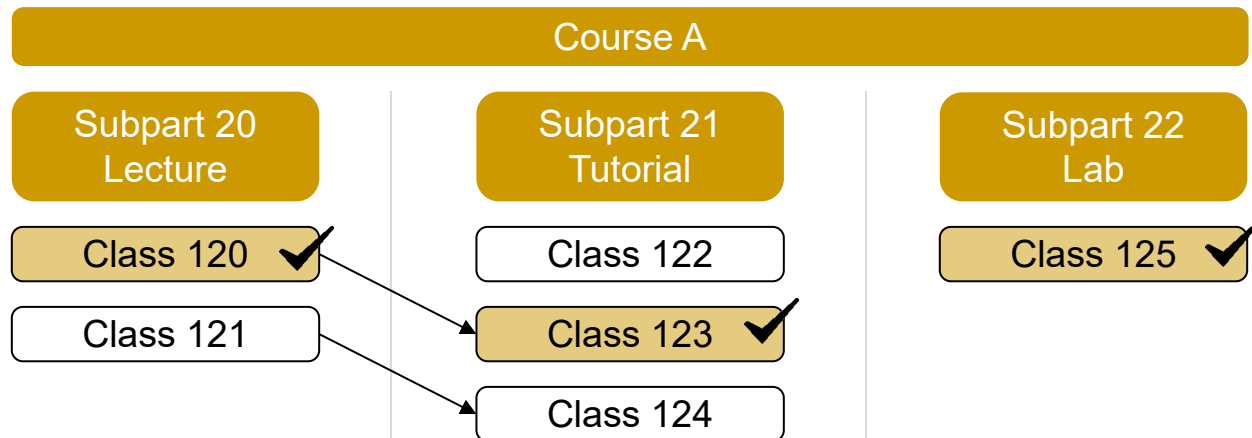 Course A
Subpart 20
Lecture
Subpart 21
Tutorial
Subpart 22
Lab
Class 120
Class 122
Class 125
Class 121
Class 123
Class 124